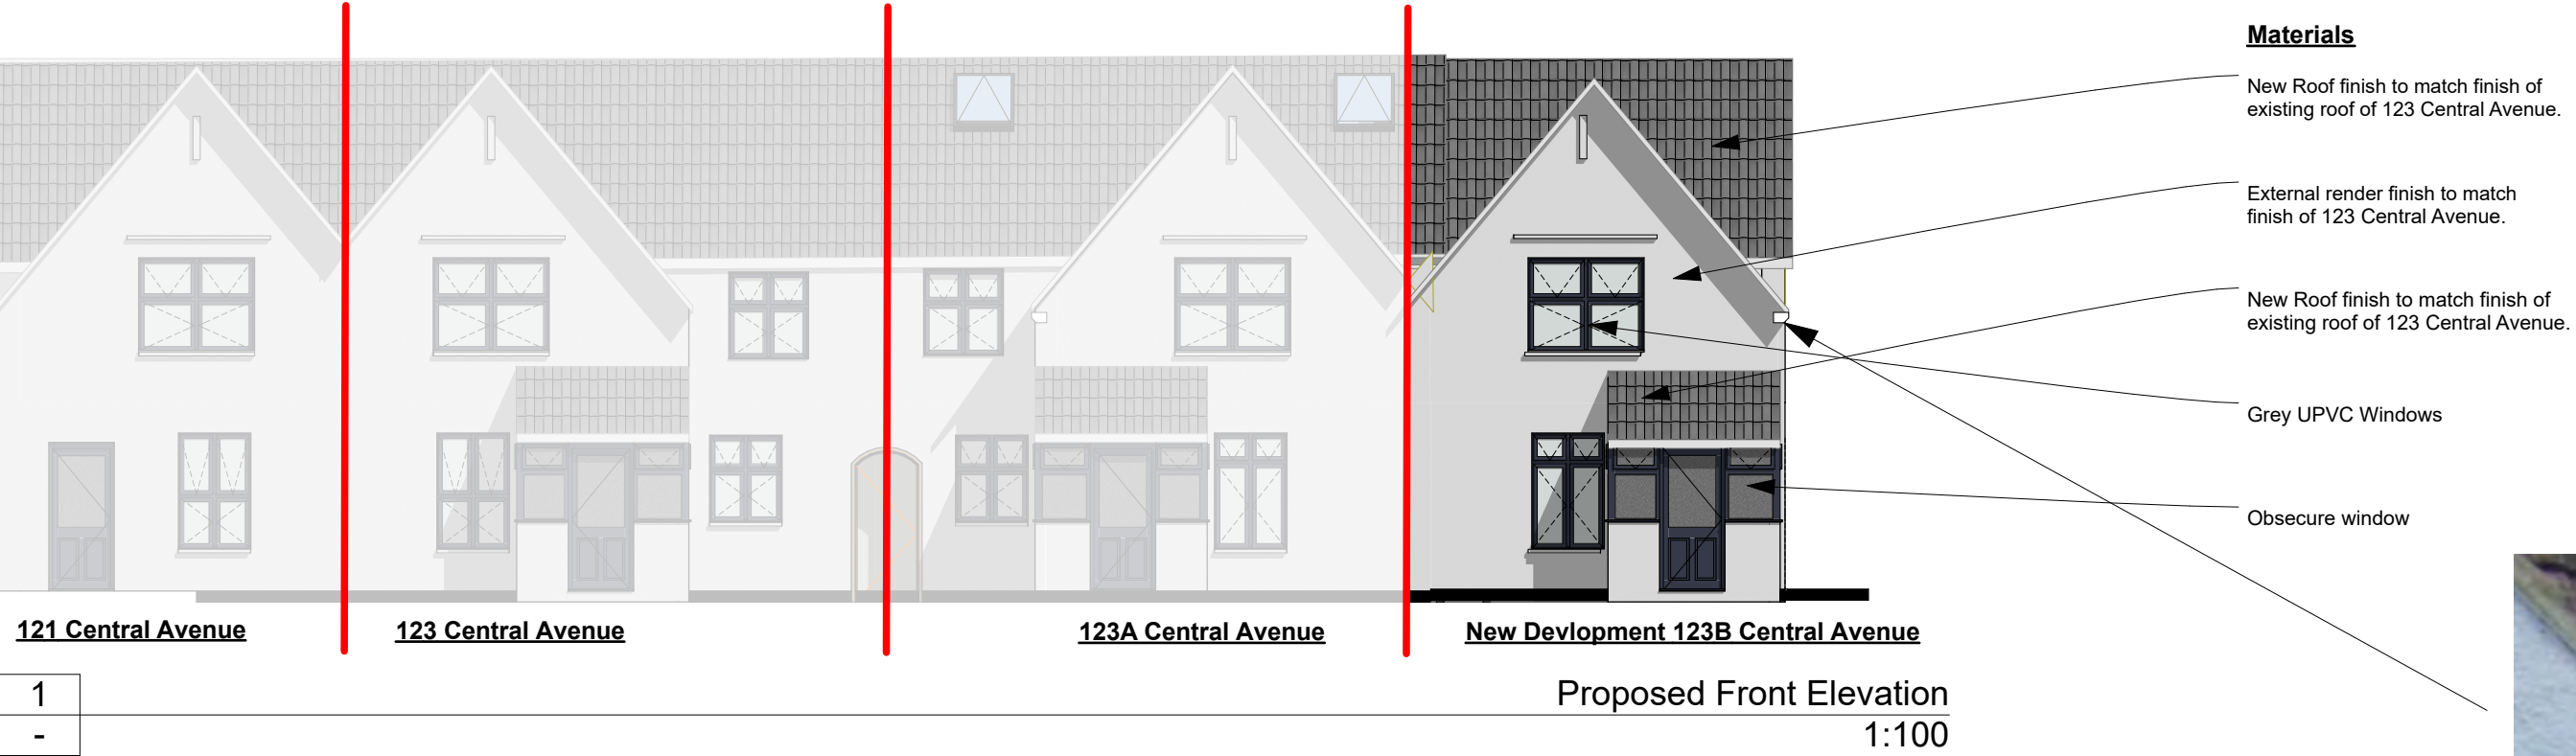 Materials
New Roof finish to match finish of
existing roof of 123 Central Avenue.
External render finish to match
finish of 123 Central Avenue.
New Roof finish to match finish of
existing roof of 123 Central Avenue.
Grey UPVC Windows
Obsecure window
121 Central Avenue
123 Central Avenue
123A Central Avenue
New Devlopment 123B Central Avenue
1
-
Proposed Front Elevation
1:100